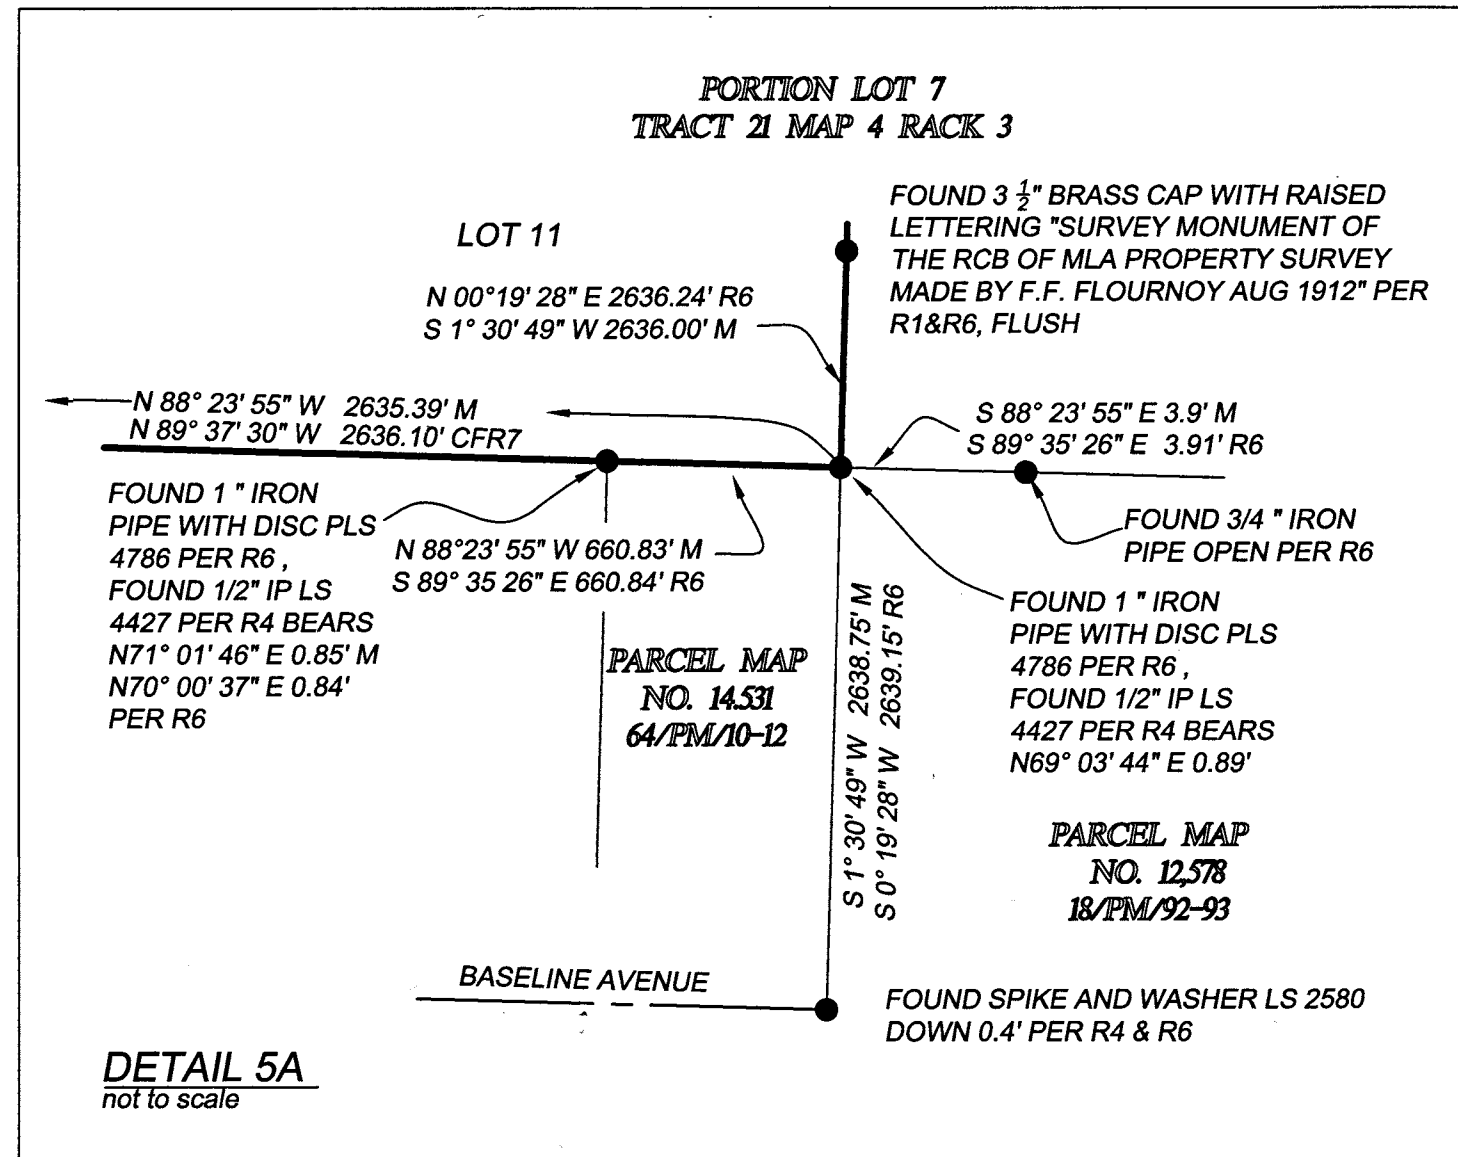 PORTION LOT 7
TRACT 21 MAP 4 RACK 3
FOUND 3 1/2" BRASS CAP WITH RAISED
LETTERING "SURVEY MONUMENT OF
THE RCB OF MLA PROPERTY SURVEY
MADE BY F.F. FLOURNOY AUG 1912" PER
R1&R6, FLUSH
LOT 11
N 00°19' 28" E 2636.24' R6
S 1° 30' 49" W 2636.00' M
N 88° 23' 55" W 2635.39' M
N 89° 37' 30" W 2636.10' CFR7
S 88° 23' 55" E 3.9' M
S 89° 35' 26" E 3.91' R6
FOUND 1 " IRON
PIPE WITH DISC PLS
4786 PER R6 ,
FOUND 1/2" IP LS
4427 PER R4 BEARS
N71° 01' 46" E 0.85' M
N70° 00' 37" E 0.84'
PER R6
N 88°23' 55" W 660.83' M
S 89° 35 26" E 660.84' R6
FOUND 3/4 " IRON
PIPE OPEN PER R6
FOUND 1 " IRON
PIPE WITH DISC PLS
4786 PER R6 ,
FOUND 1/2" IP LS
4427 PER R4 BEARS
N69° 03' 44" E 0.89'
S 1° 30' 49" W 2638.75' M
S 0° 19' 28" W 2639.15' R6
PARCEL MAP
NO. 14.531
64/PM/10-12
PARCEL MAP
NO. 12,578
18/PM/92-93
BASELINE AVENUE
FOUND SPIKE AND WASHER LS 2580
DOWN 0.4' PER R4 & R6
DETAIL 5A
not to scale